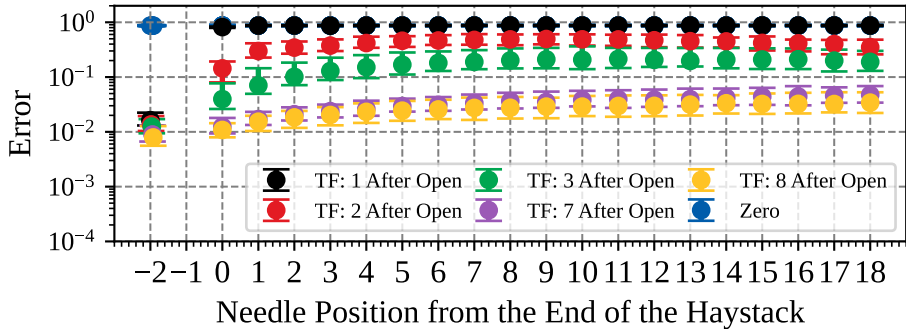 Error
10⁰
10⁻¹
10⁻²
10⁻³
10⁻⁴
TF: 1 After Open
TF: 3 After Open
TF: 8 After Open
TF: 2 After Open
TF: 7 After Open
Zero
−2 −1 0 1 2 3 4 5 6 7 8 9 10 11 12 13 14 15 16 17 18
Needle Position from the End of the Haystack